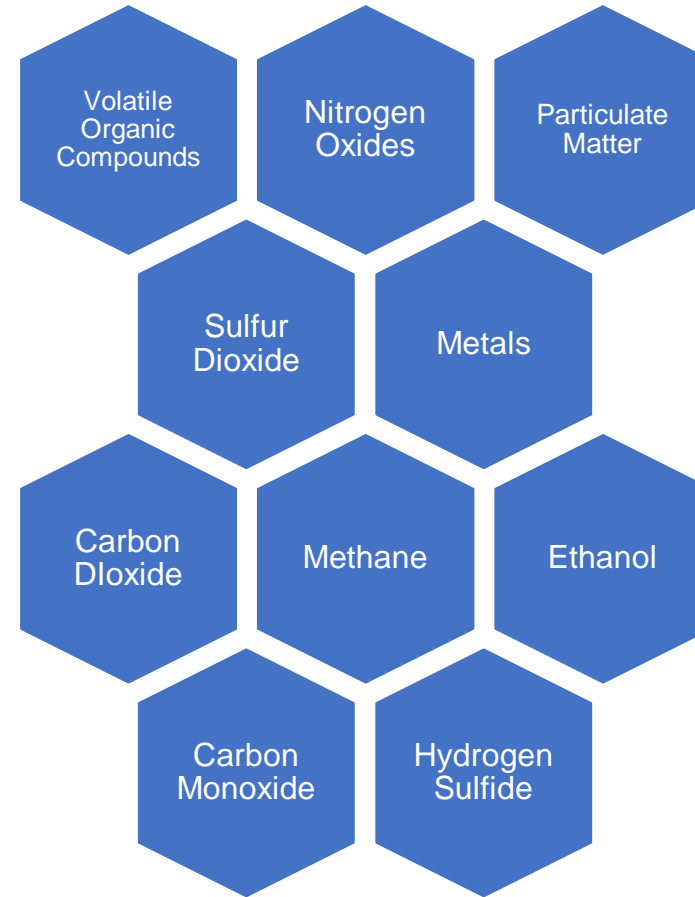 Volatile
Organic
Compounds
Nitrogen
Oxides
Particulate
Matter
Sulfur
Dioxide
Metals
Carbon
DIoxide
Methane
Ethanol
Carbon
Monoxide
Hydrogen
Sulfide